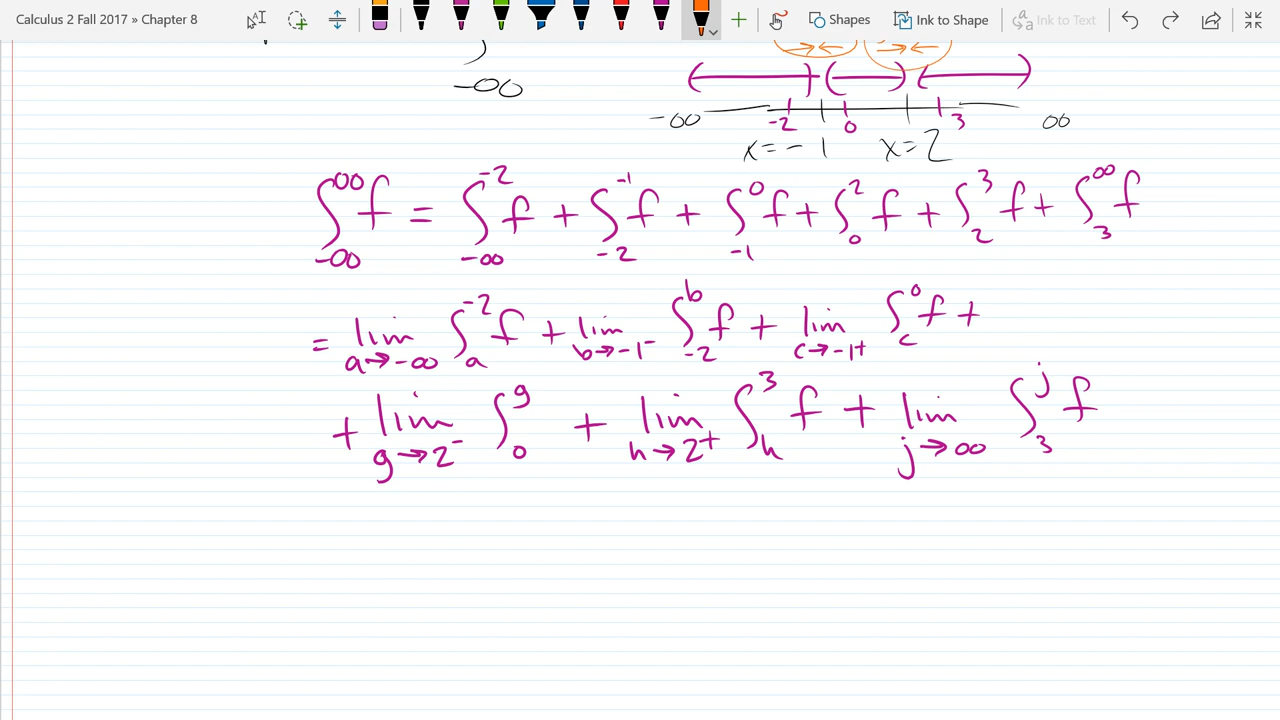 Calculus 2 Fall 2017 » Chapter 8
Shapes
Ink to Shape
Ink to Text
-∞
-∞ -2 0 3 ∞
x=-1 x=2
∫_{-∞}^{∞} f = ∫_{-∞}^{-2} f + ∫_{-2}^{-1} f + ∫_{-1}^{0} f + ∫_{0}^{2} f + ∫_{2}^{3} f + ∫_{3}^{∞} f
= lim_{a→-∞} ∫_{a}^{-2} f + lim_{b→-1^-} ∫_{-2}^{b} f + lim_{c→-1^+} ∫_{c}^{0} f +
+ lim_{g→2^-} ∫_{0}^{g} + lim_{h→2^+} ∫_{h}^{3} f + lim_{j→∞} ∫_{3}^{j} f